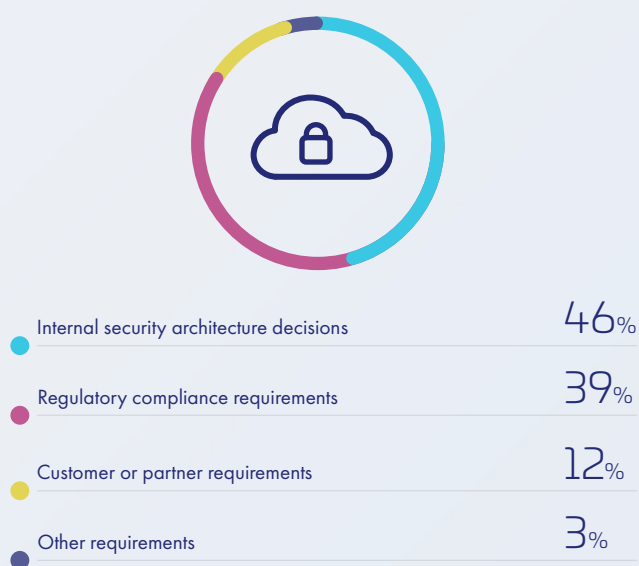 Internal security architecture decisions 46%
Regulatory compliance requirements 39%
Customer or partner requirements 12%
Other requirements 3%